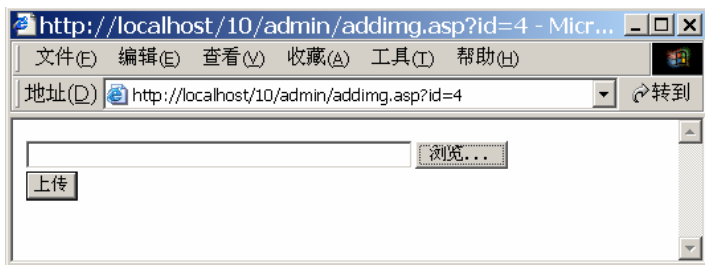 http://localhost/10/admin/addimg.asp?id=4 - Micr...
文件(F) 编辑(E) 查看(V) 收藏(A) 工具(T) 帮助(H)
地址(D) http://localhost/10/admin/addimg.asp?id=4 转到
浏览...
上传